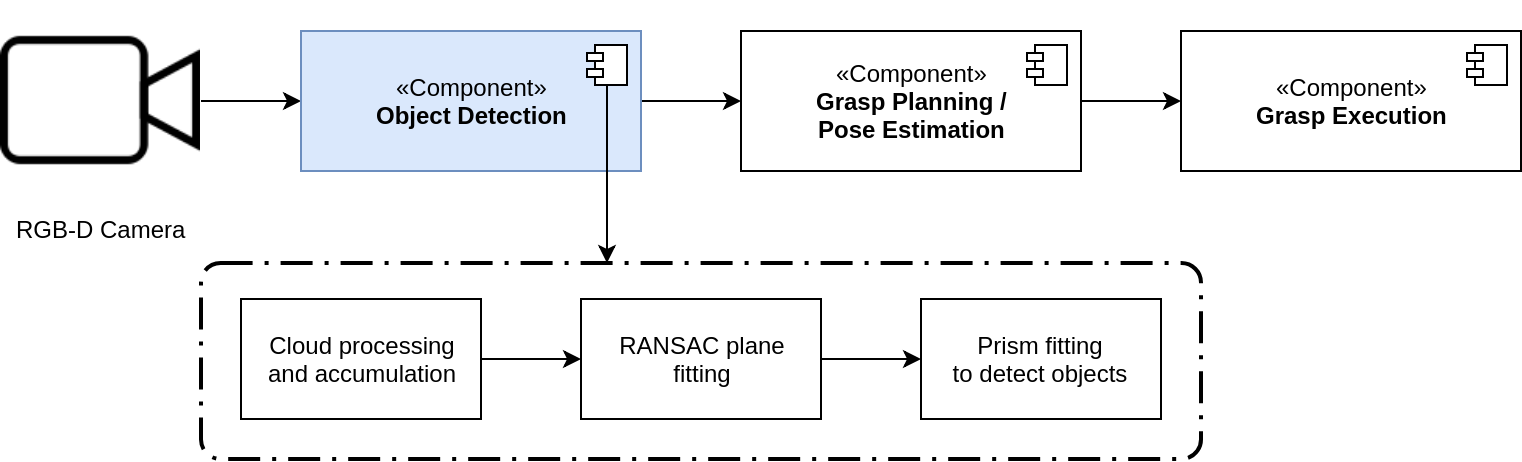 «Component»
Object Detection
«Component»
Grasp Planning /
Pose Estimation
«Component»
Grasp Execution
RGB-D Camera
Cloud processing
and accumulation
RANSAC plane
fitting
Prism fitting
to detect objects